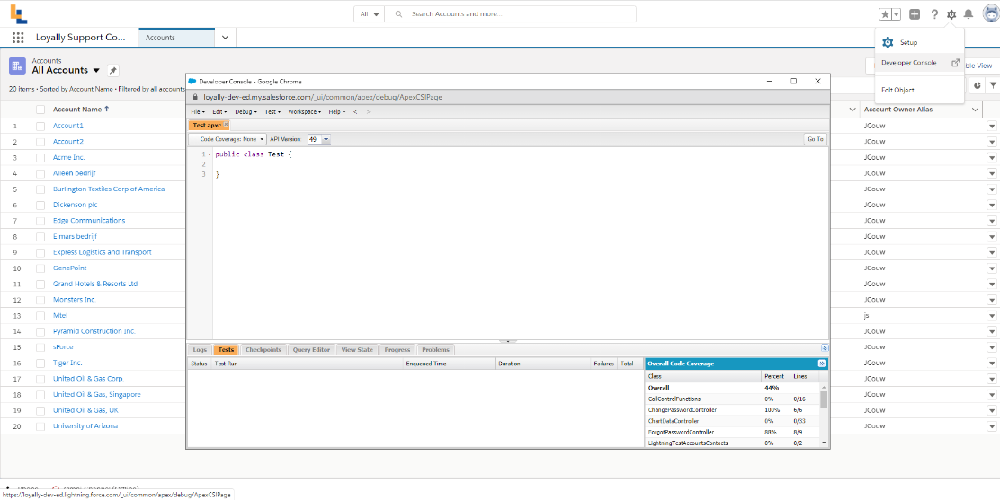 All
Search Accounts and more...
Loyally Support Co...
Accounts
Setup
Developer Console
Edit Object
Accounts
All Accounts
ble View
20 Items • Sorted by Account Name • Filtered by all accounts
Account Name ↑
Account Owner Alias
1 Account1 JCouw
2 Account2 JCouw
3 Acme Inc. JCouw
4 Alleen bedrijf JCouw
5 Burlington Textiles Corp of America JCouw
6 Dickenson plc JCouw
7 Edge Communications JCouw
8 Elmars bedrijf JCouw
9 Express Logistics and Transport JCouw
10 GenePoint JCouw
11 Grand Hotels & Resorts Ltd JCouw
12 Monsters Inc. JCouw
13 Mtel js
14 Pyramid Construction Inc. JCouw
15 sForce JCouw
16 Tiger Inc. JCouw
17 United Oil & Gas Corp. JCouw
18 United Oil & Gas, Singapore JCouw
19 United Oil & Gas, UK JCouw
20 University of Arizona JCouw
Developer Console - Google Chrome
loyally-dev-ed.my.salesforce.com/_ui/common/apex/debug/ApexCSIPage
File • Edit • Debug • Test • Workspace • Help • < >
Test.apxc
Code Coverage: None API Version: 49 Go To
1 public class Test {
2
3 }
Logs Tests Checkpoints Query Editor View State Progress Problems
Status Test Run Enqueued Time Duration Failures Total
Overall Code Coverage
Class Percent Lines
Overall 44%
CallControlFunctions 0% 0/16
ChangePasswordController 100% 6/6
ChartDataController 0% 0/33
ForgotPasswordController 88% 8/9
LightningTestAccountsContacts 0% 0/2
Phone Omni-Channel (Offline)
https://loyally-dev-ed.lightning.force.com/_ui/common/apex/debug/ApexCSIPage